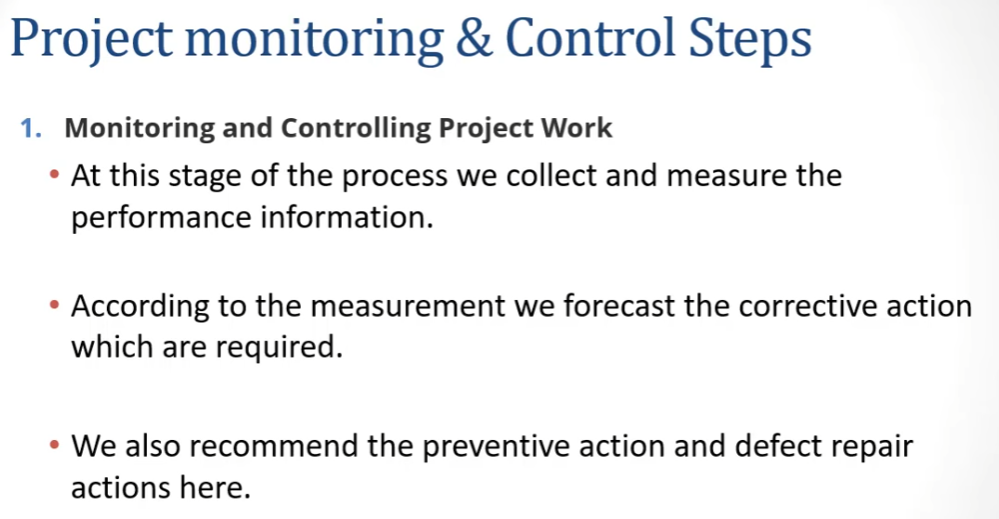 Project monitoring & Control Steps
1. Monitoring and Controlling Project Work
• At this stage of the process we collect and measure the
performance information.
• According to the measurement we forecast the corrective action
which are required.
• We also recommend the preventive action and defect repair
actions here.